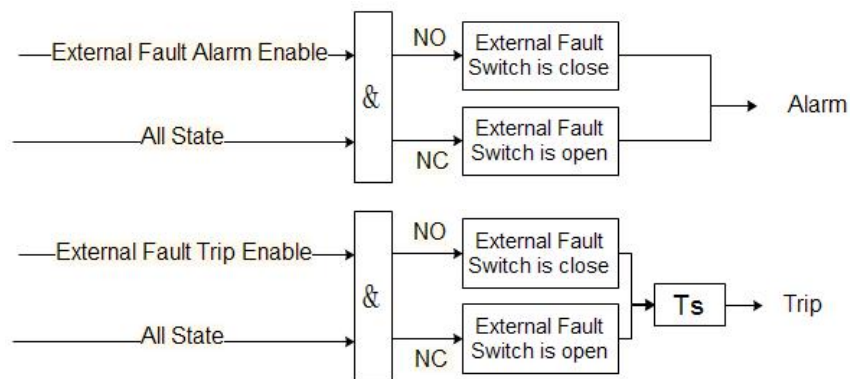 External Fault Alarm Enable
All State
&
NO
NC
External Fault
Switch is close
External Fault
Switch is open
Alarm
External Fault Trip Enable
All State
&
NO
NC
External Fault
Switch is close
External Fault
Switch is open
Ts
Trip